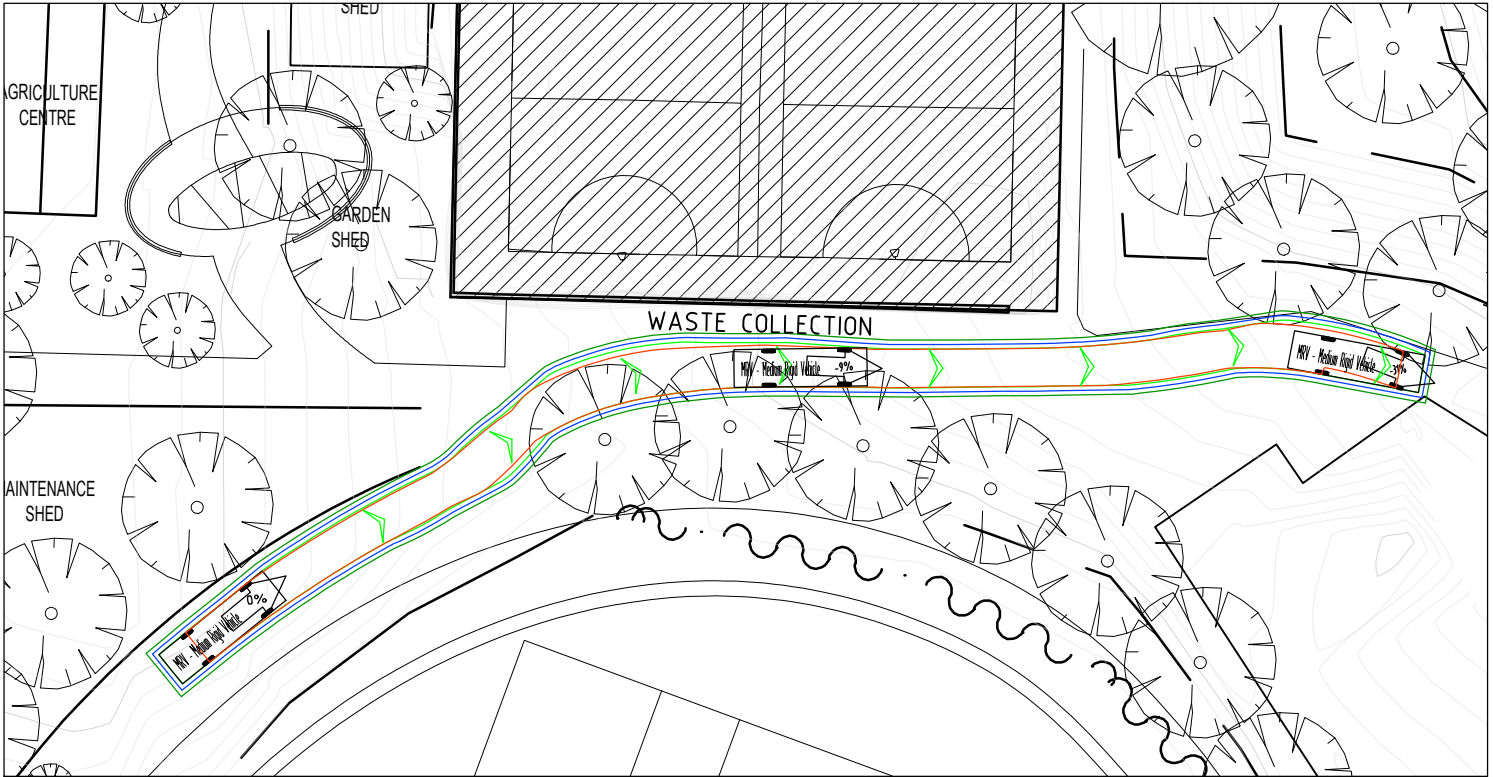 SHED
AGRICULTURE
CENTRE
GARDEN
SHED
WASTE COLLECTION
MRV - Medium Rigid Vehicle
-9%
MRV - Medium Rigid Vehicle
AINTENANCE
SHED
0%
MRV - Medium Rigid Vehicle